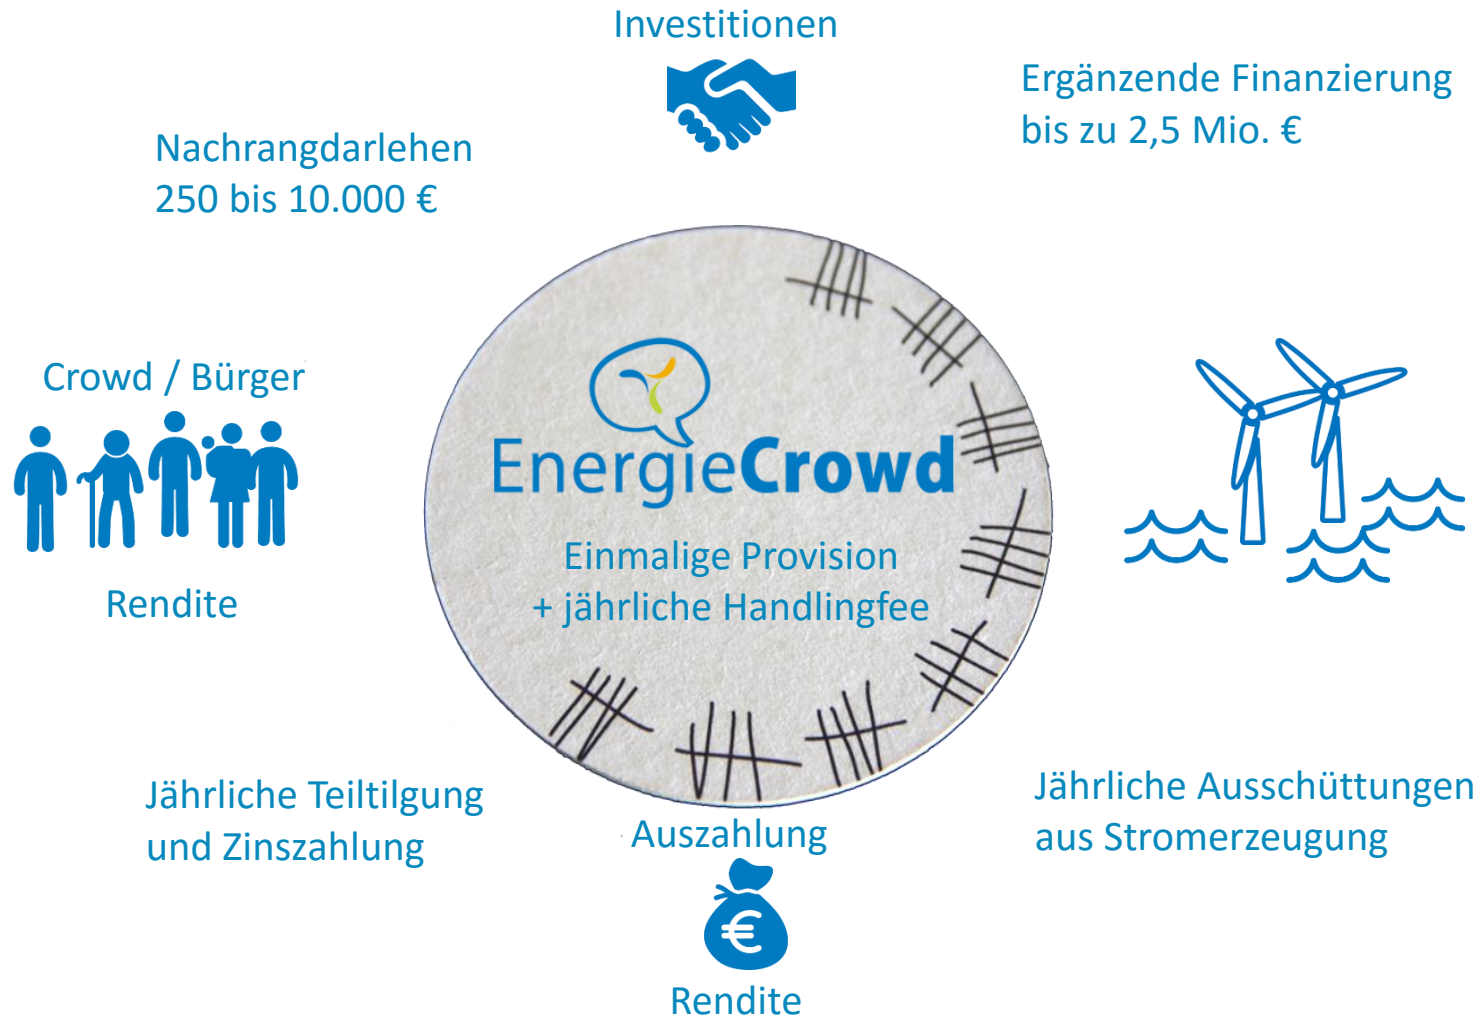 Investitionen
Ergänzende Finanzierung
bis zu 2,5 Mio. €
Nachrangdarlehen
250 bis 10.000 €
Crowd / Bürger
Rendite
EnergieCrowd
Einmalige Provision
+ jährliche Handlingfee
Jährliche Teiltilgung
und Zinszahlung
Auszahlung
€
Rendite
Jährliche Ausschüttungen
aus Stromerzeugung